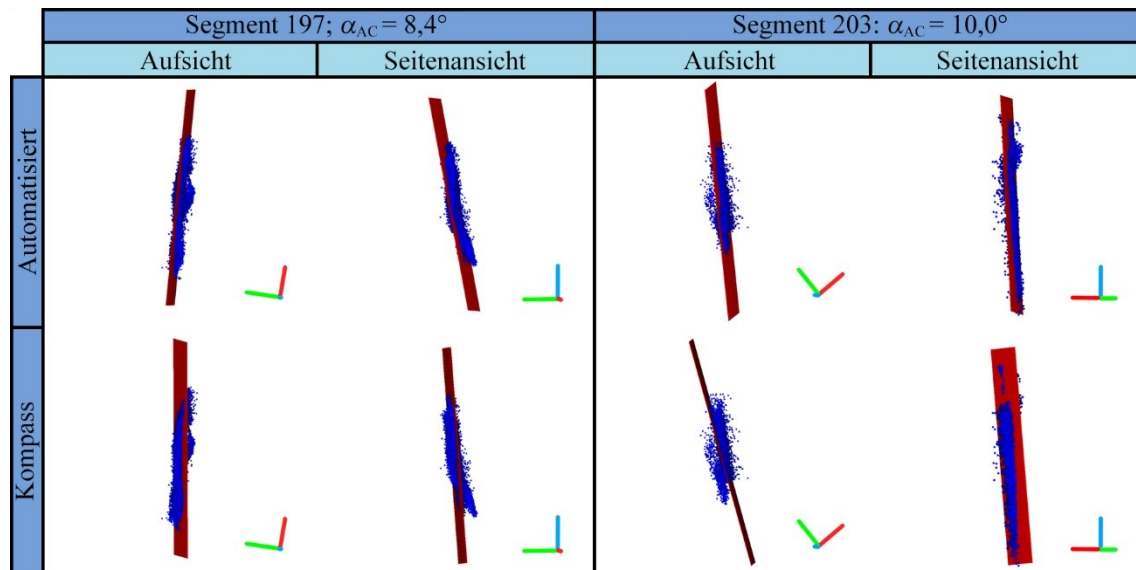 Segment 197; αAC = 8,4°
Segment 203: αAC = 10,0°
Aufsicht
Seitenansicht
Aufsicht
Seitenansicht
Automatisiert
Kompass